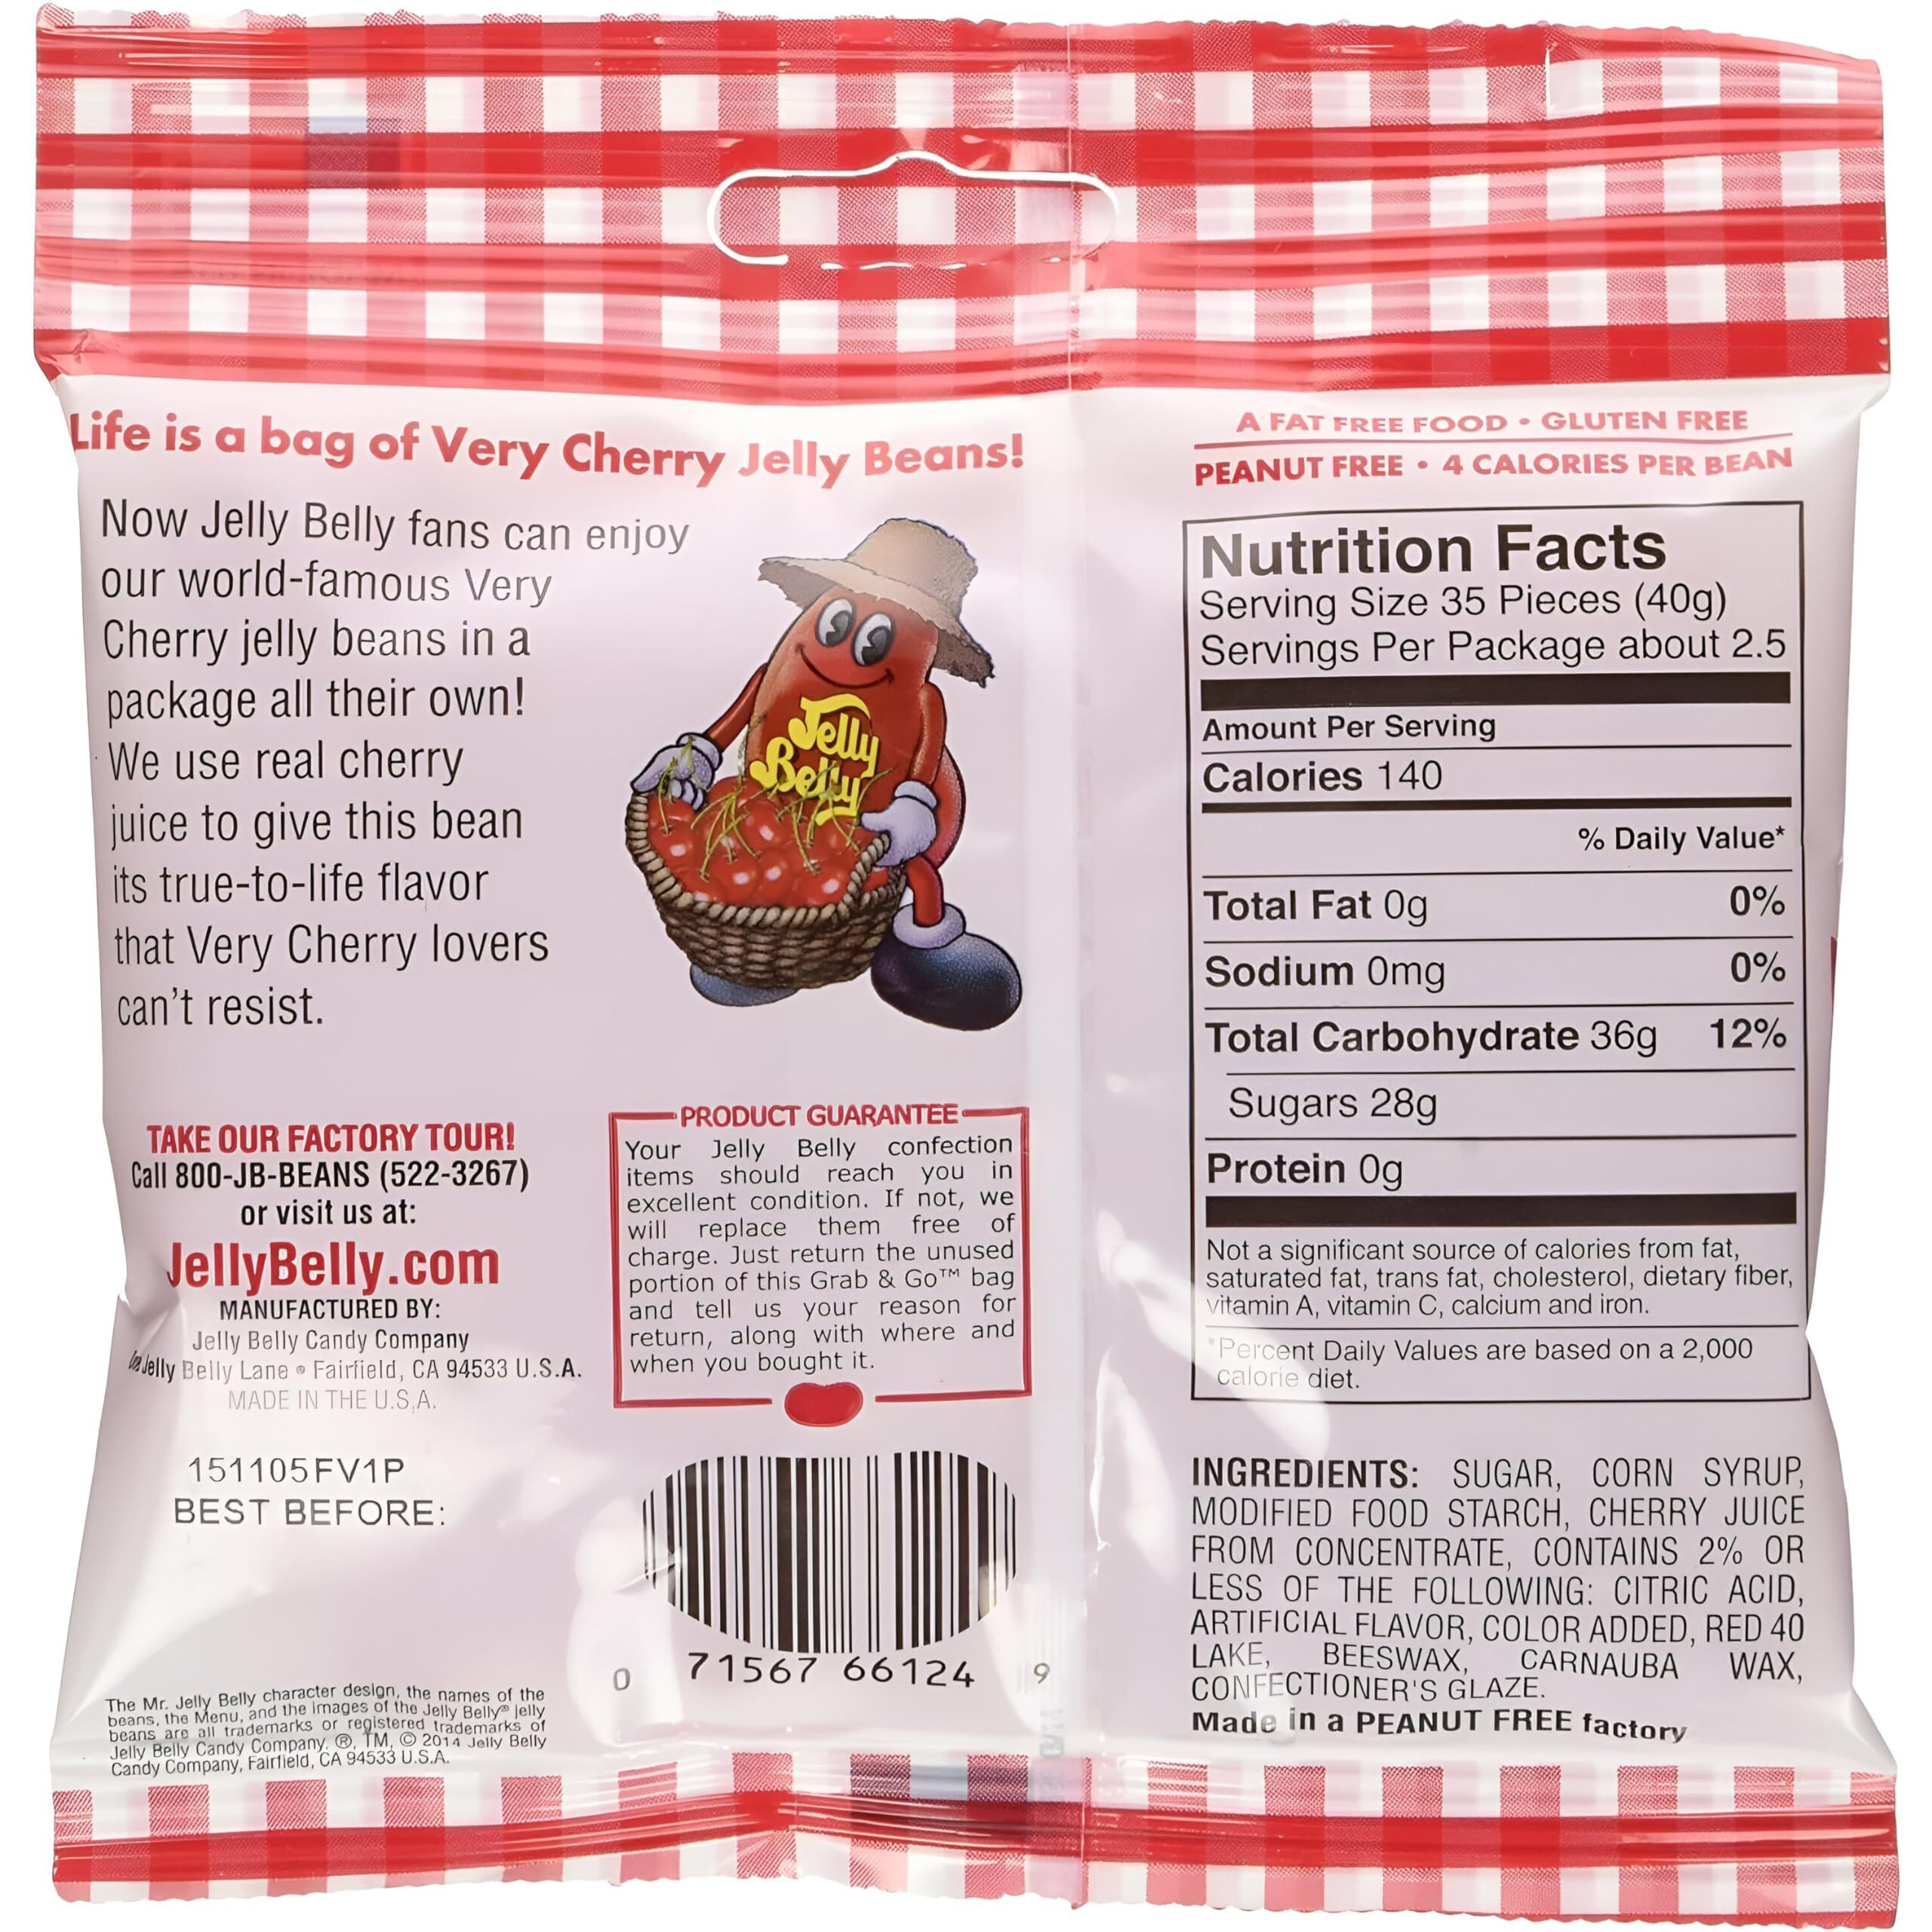 Life is a bag of Very Cherry Jelly Beans!
Now Jelly Belly fans can enjoy
our world-famous Very
Cherry jelly beans in a
package all their own!
We use real cherry
juice to give this bean
its true-to-life flavor
that Very Cherry lovers
can't resist.
Jelly
Belly
TAKE OUR FACTORY TOUR!
Call 800-JB-BEANS (522-3267)
or visit us at:
JellyBelly.com
MANUFACTURED BY:
Jelly Belly Candy Company
One Jelly Belly Lane • Fairfield, CA 94533 U.S.A.
MADE IN THE U.S.A.
151105FV1P
BEST BEFORE:
The Mr. Jelly Belly character design, the names of the
beans, the Menu, and the images of the Jelly Belly® jelly
beans are all trademarks or registered trademarks of
Jelly Belly Candy Company. ®, TM, © 2014 Jelly Belly
Candy Company, Fairfield, CA 94533 U.S.A.
PRODUCT GUARANTEE
Your Jelly Belly confection
items should reach you in
excellent condition. If not, we
will replace them free of
charge. Just return the unused
portion of this Grab & Go™ bag
and tell us your reason for
return, along with where and
when you bought it.
0 71567 66124 9
A FAT FREE FOOD • GLUTEN FREE
PEANUT FREE • 4 CALORIES PER BEAN
Nutrition Facts
Serving Size 35 Pieces (40g)
Servings Per Package about 2.5
Amount Per Serving
Calories 140
% Daily Value*
Total Fat 0g 0%
Sodium 0mg 0%
Total Carbohydrate 36g 12%
Sugars 28g
Protein 0g
Not a significant source of calories from fat,
saturated fat, trans fat, cholesterol, dietary fiber,
vitamin A, vitamin C, calcium and iron.
*Percent Daily Values are based on a 2,000
calorie diet.
INGREDIENTS: SUGAR, CORN SYRUP,
MODIFIED FOOD STARCH, CHERRY JUICE
FROM CONCENTRATE, CONTAINS 2% OR
LESS OF THE FOLLOWING: CITRIC ACID,
ARTIFICIAL FLAVOR, COLOR ADDED, RED 40
LAKE, BEESWAX, CARNAUBA WAX,
CONFECTIONER'S GLAZE.
Made in a PEANUT FREE factory